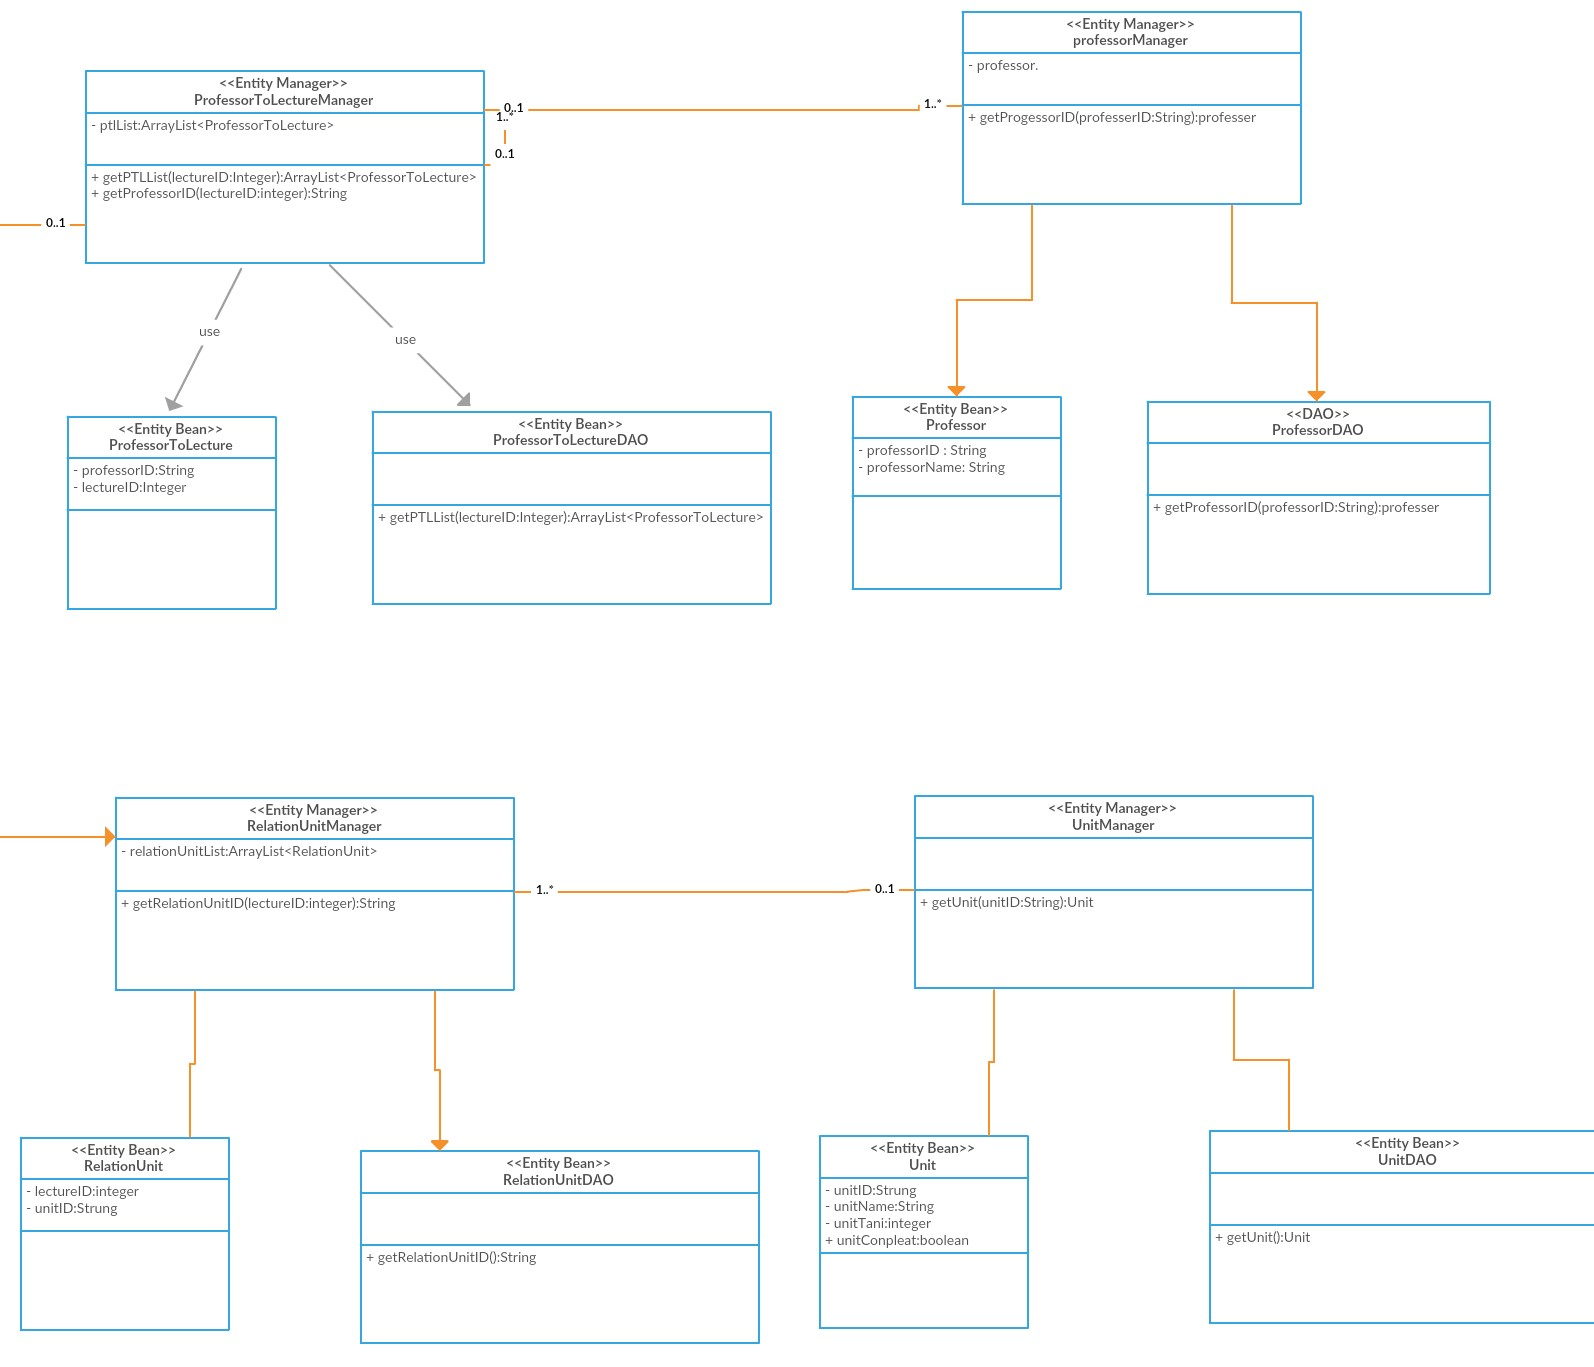 <<Entity Manager>>
professorManager
- professor.
+ getProgessorID(professerID:String):professer
<<Entity Manager>>
ProfessorToLectureManager
- ptlList:ArrayList<ProfessorToLecture>
+ getPTLList(lectureID:Integer):ArrayList<ProfessorToLecture>
+ getProfessorID(lectureID:integer):String
0..1
1..*
1..*
0..1
0..1
use
use
<<Entity Bean>>
ProfessorToLecture
- professorID:String
- lectureID:Integer
<<Entity Bean>>
ProfessorToLectureDAO
+ getPTLList(lectureID:Integer):ArrayList<ProfessorToLecture>
<<Entity Bean>>
Professor
- professorID : String
- professorName: String
<<DAO>>
ProfessorDAO
+ getProfessorID(professorID:String):professer
<<Entity Manager>>
RelationUnitManager
- relationUnitList:ArrayList<RelationUnit>
+ getRelationUnitID(lectureID:integer):String
1..*
0..1
<<Entity Manager>>
UnitManager
+ getUnit(unitID:String):Unit
<<Entity Bean>>
RelationUnit
- lectureID:integer
- unitID:Strung
<<Entity Bean>>
RelationUnitDAO
+ getRelationUnitID():String
<<Entity Bean>>
Unit
- unitID:Strung
- unitName:String
- unitTani:integer
+ unitConpleat:boolean
<<Entity Bean>>
UnitDAO
+ getUnit():Unit